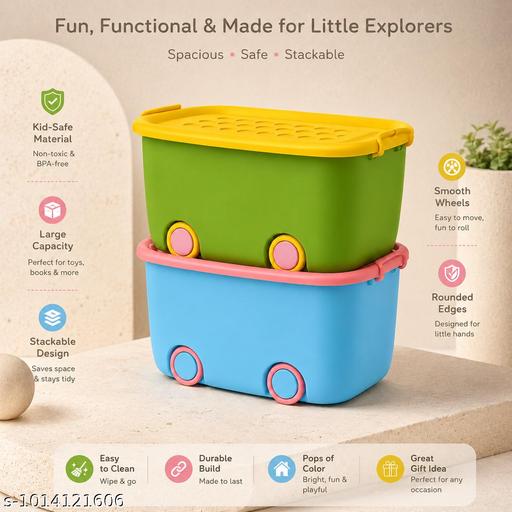 Fun, Functional & Made for Little Explorers
Spacious • Safe • Stackable
Kid-Safe
Material
Non-toxic &
BPA-free
Large
Capacity
Perfect for toys,
books & more
Stackable
Design
Saves space
& stays tidy
Smooth
Wheels
Easy to move,
fun to roll
Rounded
Edges
Designed for
little hands
Easy
to Clean
Wipe & go
Durable
Build
Made to last
Pops of
Color
Bright, fun &
playful
Great
Gift Idea
Perfect for any
occasion
s-1014121606